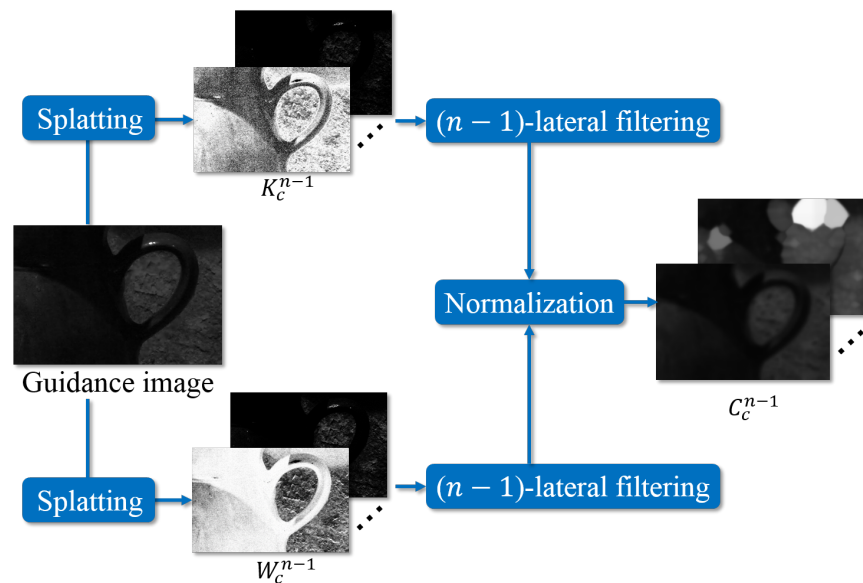 Splatting
K_c^{n-1}
(n − 1)-lateral filtering
Guidance image
Normalization
C_c^{n-1}
Splatting
W_c^{n-1}
(n − 1)-lateral filtering